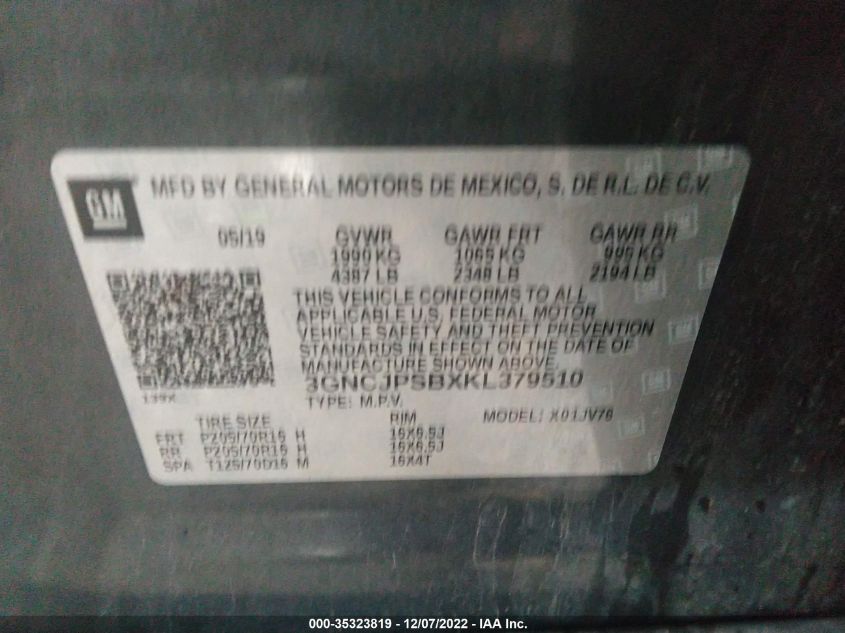 GM
MFD BY GENERAL MOTORS DE MEXICO, S. DE R.L. DE C.V.
05/19 GVWR GAWR FRT GAWR RR
1990 KG 1065 KG 995 KG
4387 LB 2348 LB 2194 LB
THIS VEHICLE CONFORMS TO ALL
APPLICABLE U.S. FEDERAL MOTOR
VEHICLE SAFETY AND THEFT PREVENTION
STANDARDS IN EFFECT ON THE DATE OF
MANUFACTURE SHOWN ABOVE.
3GNCJPSBXKL379510
139X TYPE: M.P.V. MODEL: X01JV76
TIRE SIZE RIM
FRT P205/70R16 H 16X6.5J
RR P205/70R16 H 16X6.5J
SPA T125/70D16 M 16X4T
000-35323819 - 12/07/2022 - © IAA Inc.